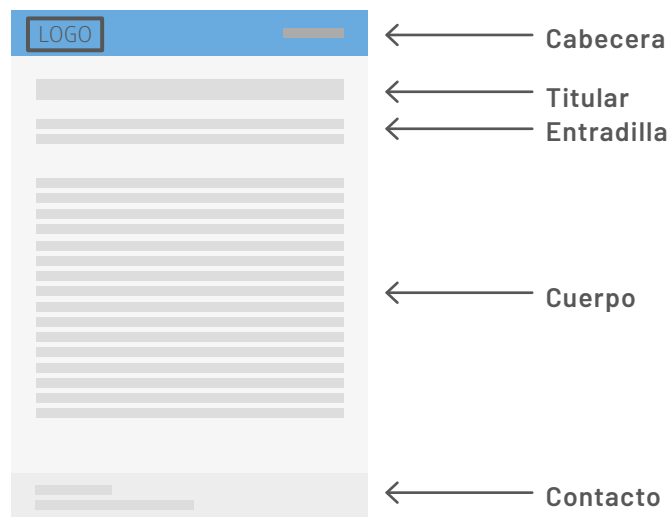 LOGO
Cabecera
Titular
Entradilla
Cuerpo
Contacto